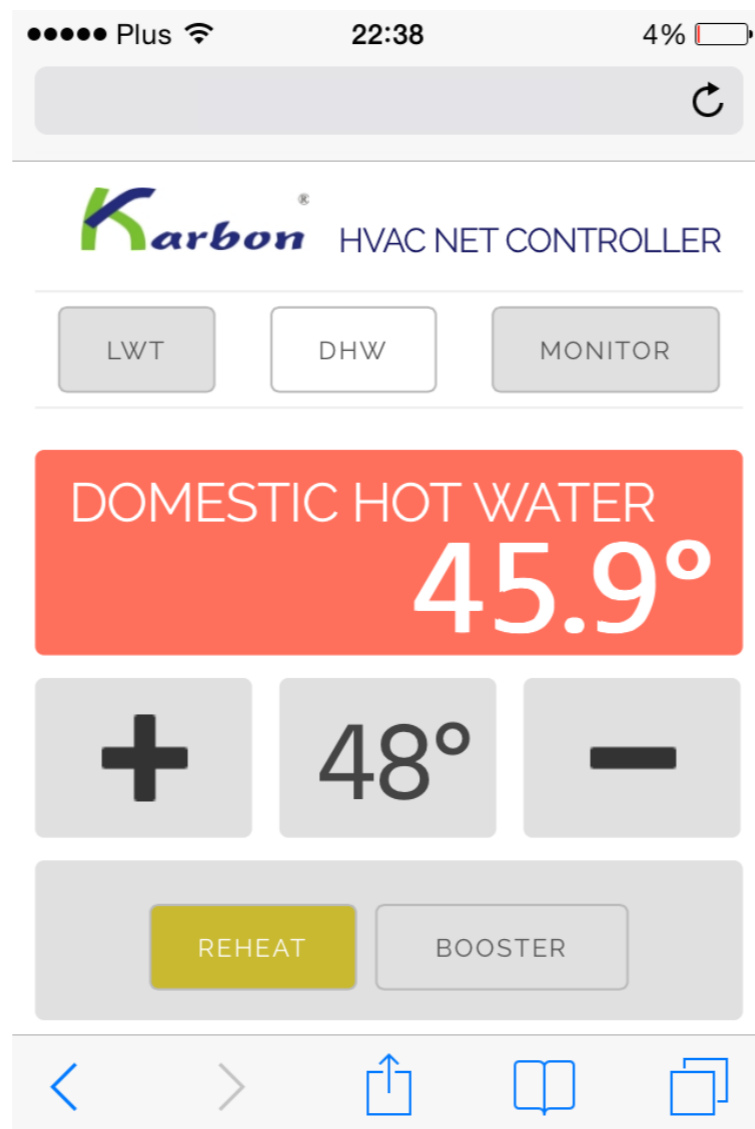 Plus 22:38 4%
Karbon® HVAC NET CONTROLLER
LWT DHW MONITOR
DOMESTIC HOT WATER
45.9°
+ 48° −
REHEAT BOOSTER